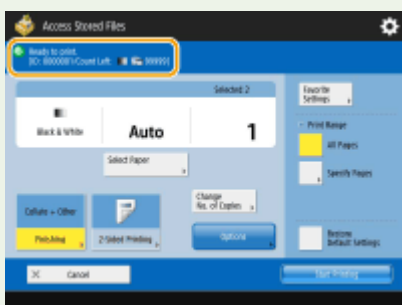 Access Stored Files
Ready to print.
[ID: 0000001/Count Left: 999999]
Selected: 2
Black & White
Auto
1
Select Paper
Change
No. of Copies
Collate + Other
Finishing
2-Sided Printing
Options
Favorite
Settings
Print Range
All Pages
Specify Pages
Restore
Default Settings
Cancel
Start Printing